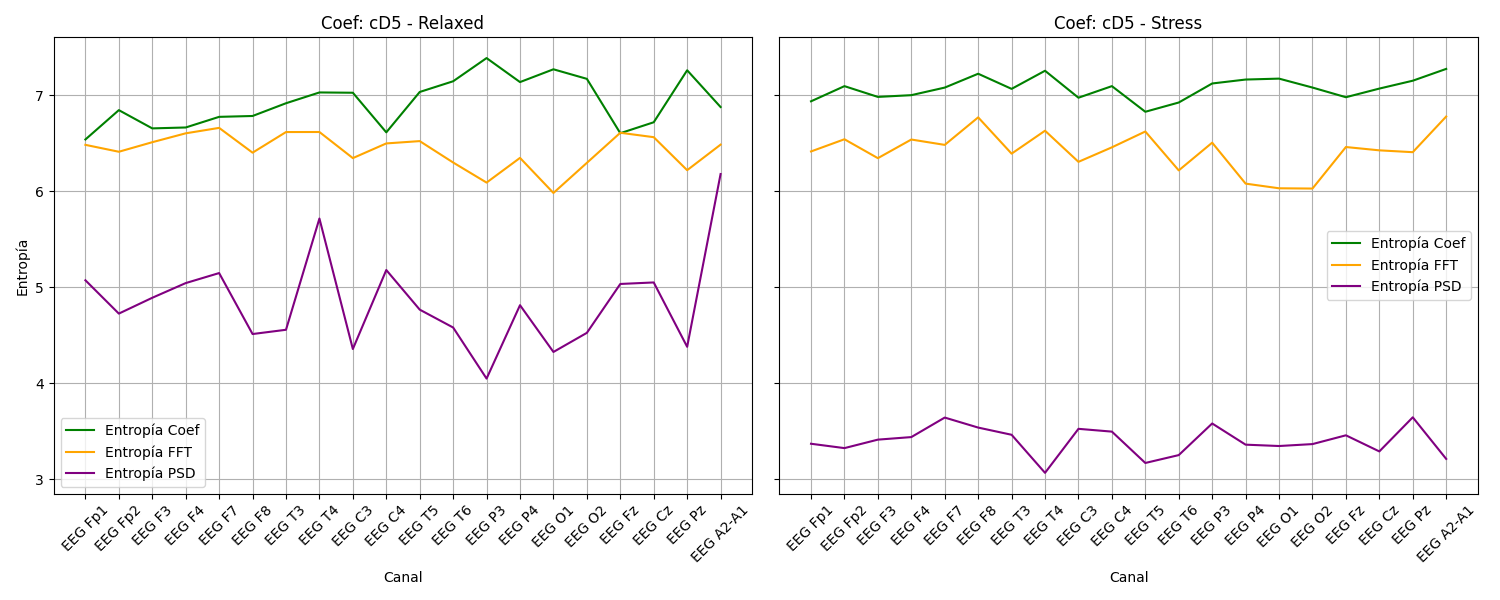 Coef: cD5 - Relaxed
Entropía
7
6
5
4
3
Entropía Coef
Entropía FFT
Entropía PSD
EEG Fp1
EEG Fp2
EEG F3
EEG F4
EEG F7
EEG F8
EEG T3
EEG T4
EEG C3
EEG C4
EEG T5
EEG T6
EEG P3
EEG P4
EEG O1
EEG O2
EEG Fz
EEG Cz
EEG Pz
EEG A2-A1
Canal
Coef: cD5 - Stress
Entropía Coef
Entropía FFT
Entropía PSD
EEG Fp1
EEG Fp2
EEG F3
EEG F4
EEG F7
EEG F8
EEG T3
EEG T4
EEG C3
EEG C4
EEG T5
EEG T6
EEG P3
EEG P4
EEG O1
EEG O2
EEG Fz
EEG Cz
EEG Pz
EEG A2-A1
Canal